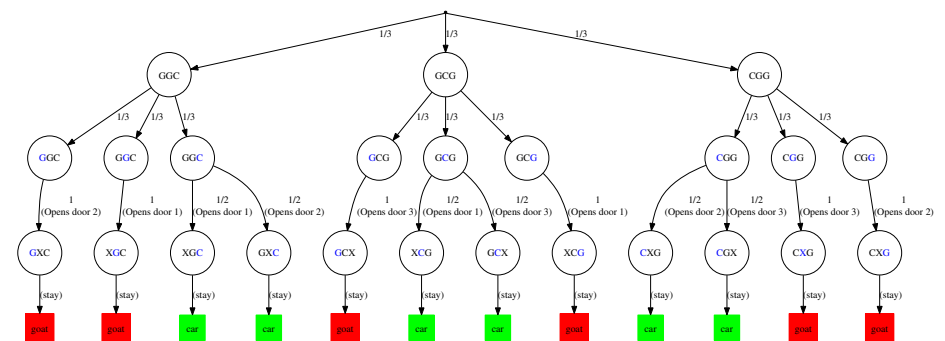 1/3 1/3 1/3
GGC GCG CGG
1/3 1/3 1/3 1/3 1/3 1/3 1/3 1/3 1/3
GGC GGC GGC GCG GCG GCG CGG CGG CGG
1 1 1/2 1/2 1 1/2 1/2 1 1/2 1/2 1 1
(Opens door 2) (Opens door 1) (Opens door 1) (Opens door 2) (Opens door 3) (Opens door 1) (Opens door 3) (Opens door 1) (Opens door 2) (Opens door 3) (Opens door 3) (Opens door 2)
GXC XGC XGC GXC GCX XCG GCX XCG CXG CGX CXG CXG
(stay) (stay) (stay) (stay) (stay) (stay) (stay) (stay) (stay) (stay) (stay) (stay)
goat goat car car goat car car goat car car goat goat